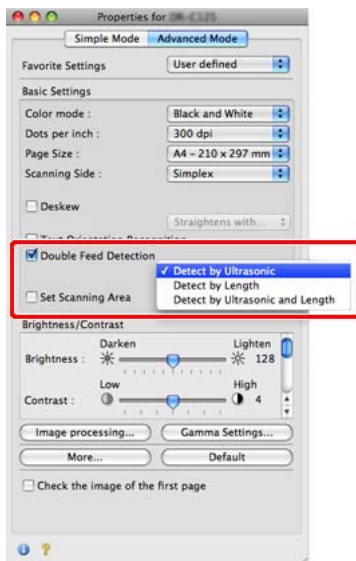 Properties for
Simple Mode Advanced Mode
Favorite Settings User defined
Basic Settings
Color mode : Black and White
Dots per inch : 300 dpi
Page Size : A4 - 210 x 297 mm
Scanning Side : Simplex
Deskew
Straightens with...
Text Orientation Recognition
Double Feed Detection
✓ Detect by Ultrasonic
Detect by Length
Set Scanning Area Detect by Ultrasonic and Length
Brightness/Contrast
Darken Lighten
Brightness : 128
Low High
Contrast : 4
Image processing... Gamma Settings...
More... Default
Check the image of the first page